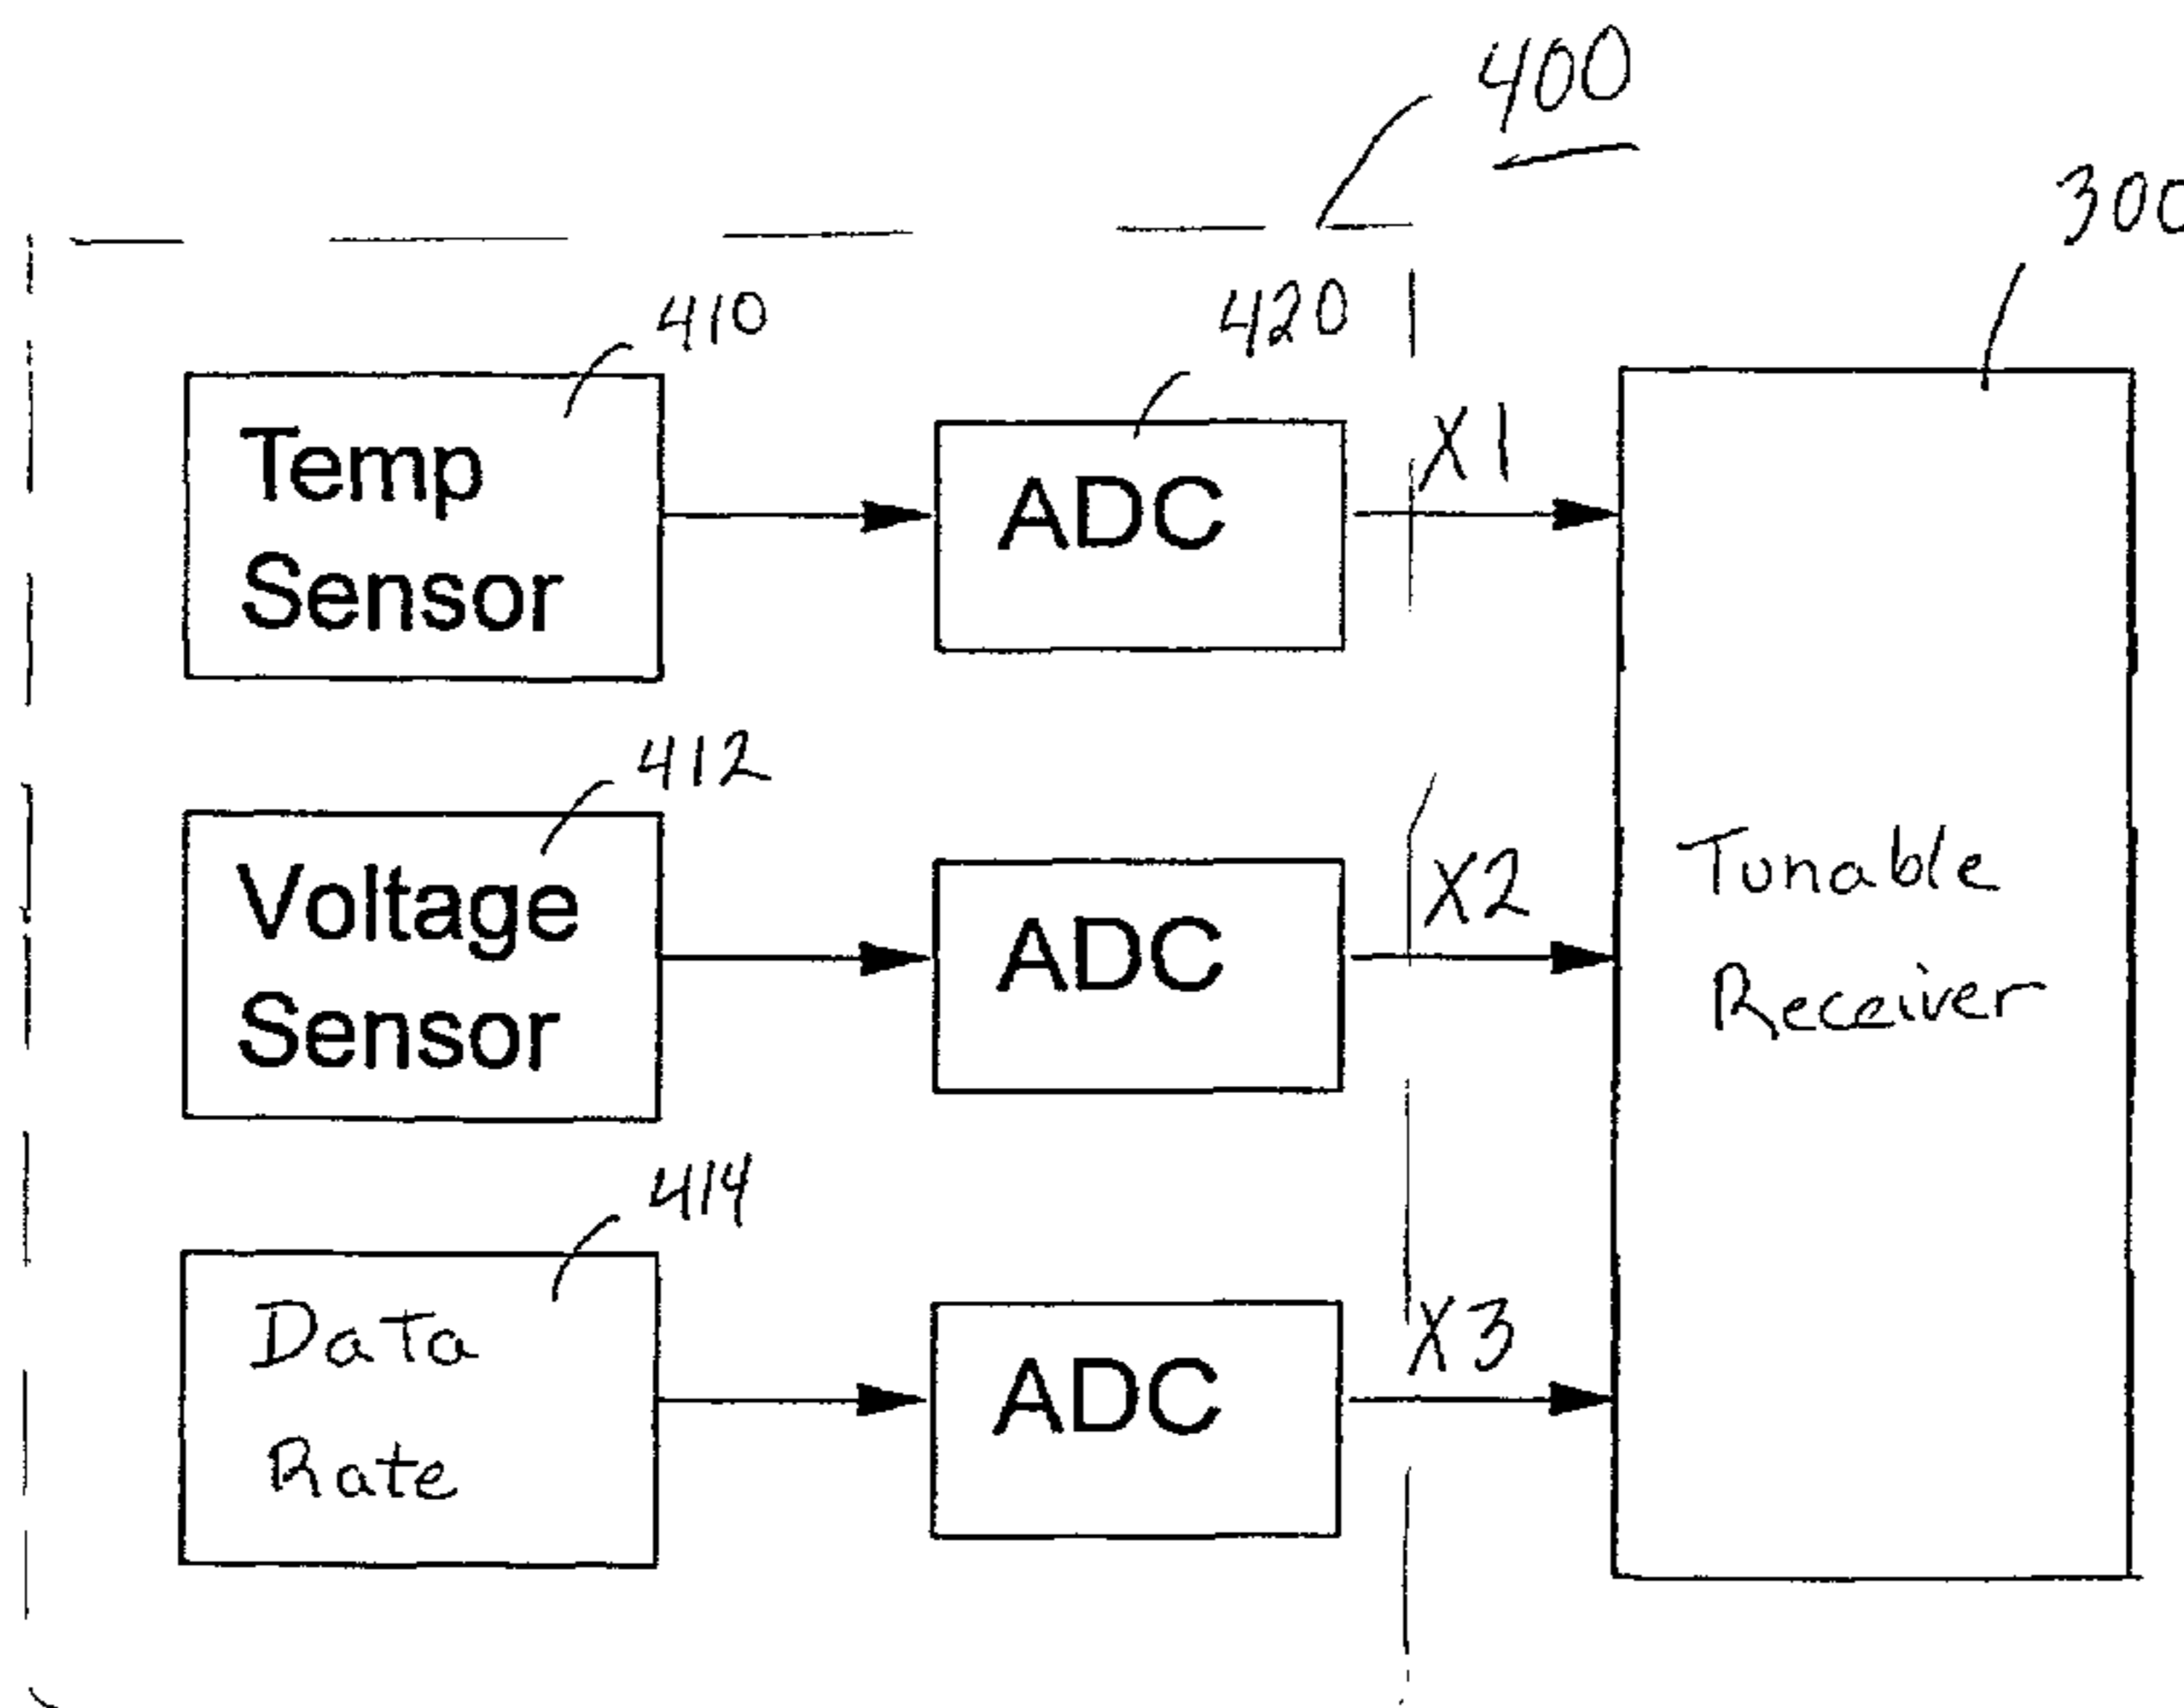 400
300
410
420
Temp
Sensor
ADC
X1
412
Voltage
Sensor
ADC
X2
Tunable
Receiver
414
Data
Rate
ADC
X3